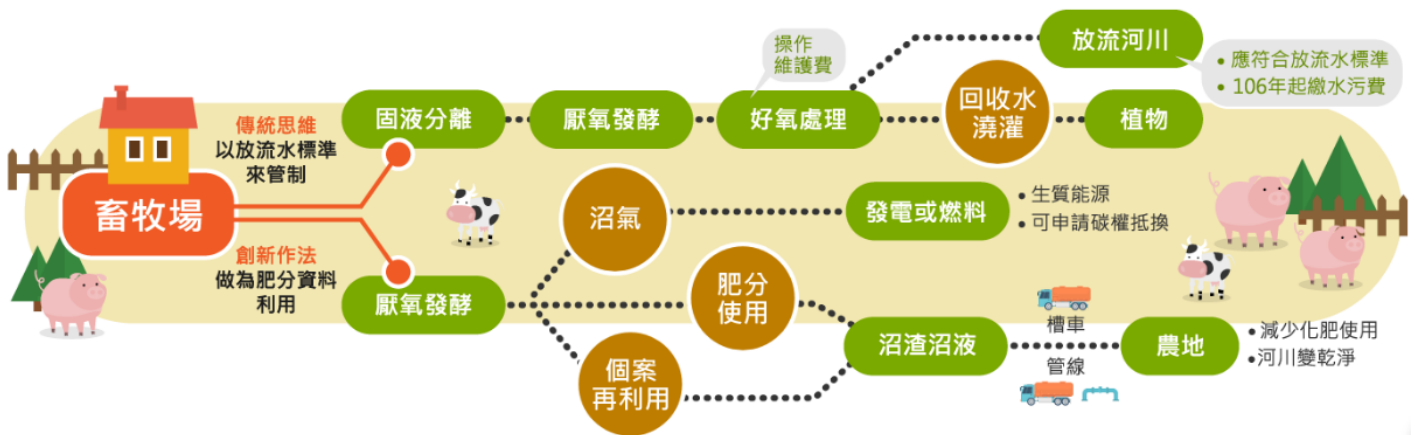 操作
維護費
放流河川
• 應符合放流水標準
• 106年起繳水污費
傳統思維
以放流水標準
來管制
固液分離
厭氧發酵
好氧處理
回收水
澆灌
植物
畜牧場
沼氣
發電或燃料
• 生質能源
• 可申請碳權抵換
創新作法
做為肥分資料
利用
厭氧發酵
肥分
使用
個案
再利用
沼渣沼液
槽車
管線
農地
• 減少化肥使用
• 河川變乾淨